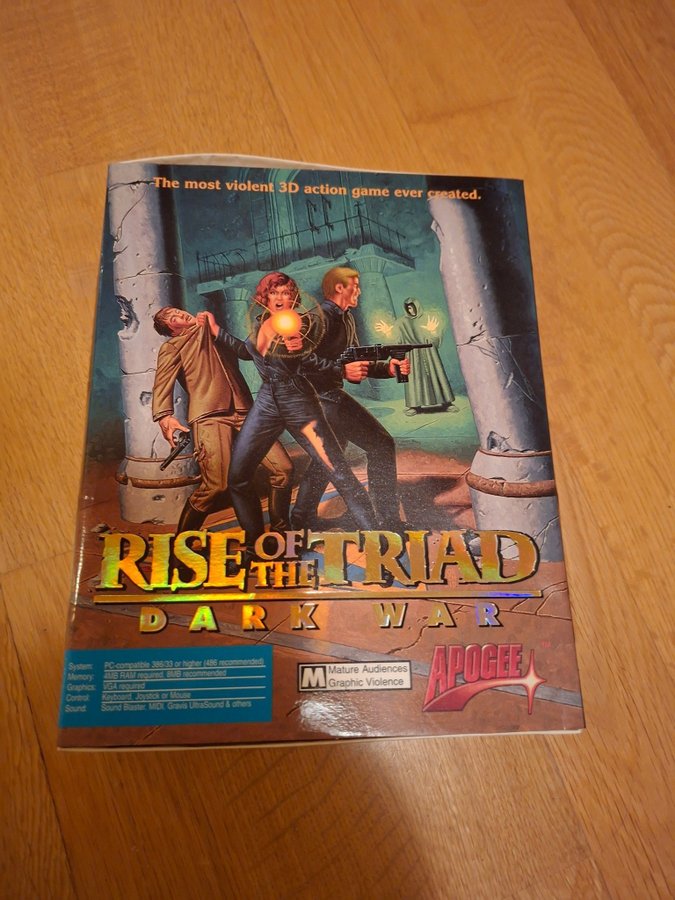 The most violent 3D action game ever created.
RISE OF THE TRIAD
DARK WAR
System: PC-compatible 386/33 or higher (486 recommended)
Memory: 4MB RAM required, 8MB recommended
Graphics: VGA required
Control: Keyboard, Joystick or Mouse
Sound: Sound Blaster, MIDI, Gravis UltraSound & others
M Mature Audiences
Graphic Violence
APOGEE™